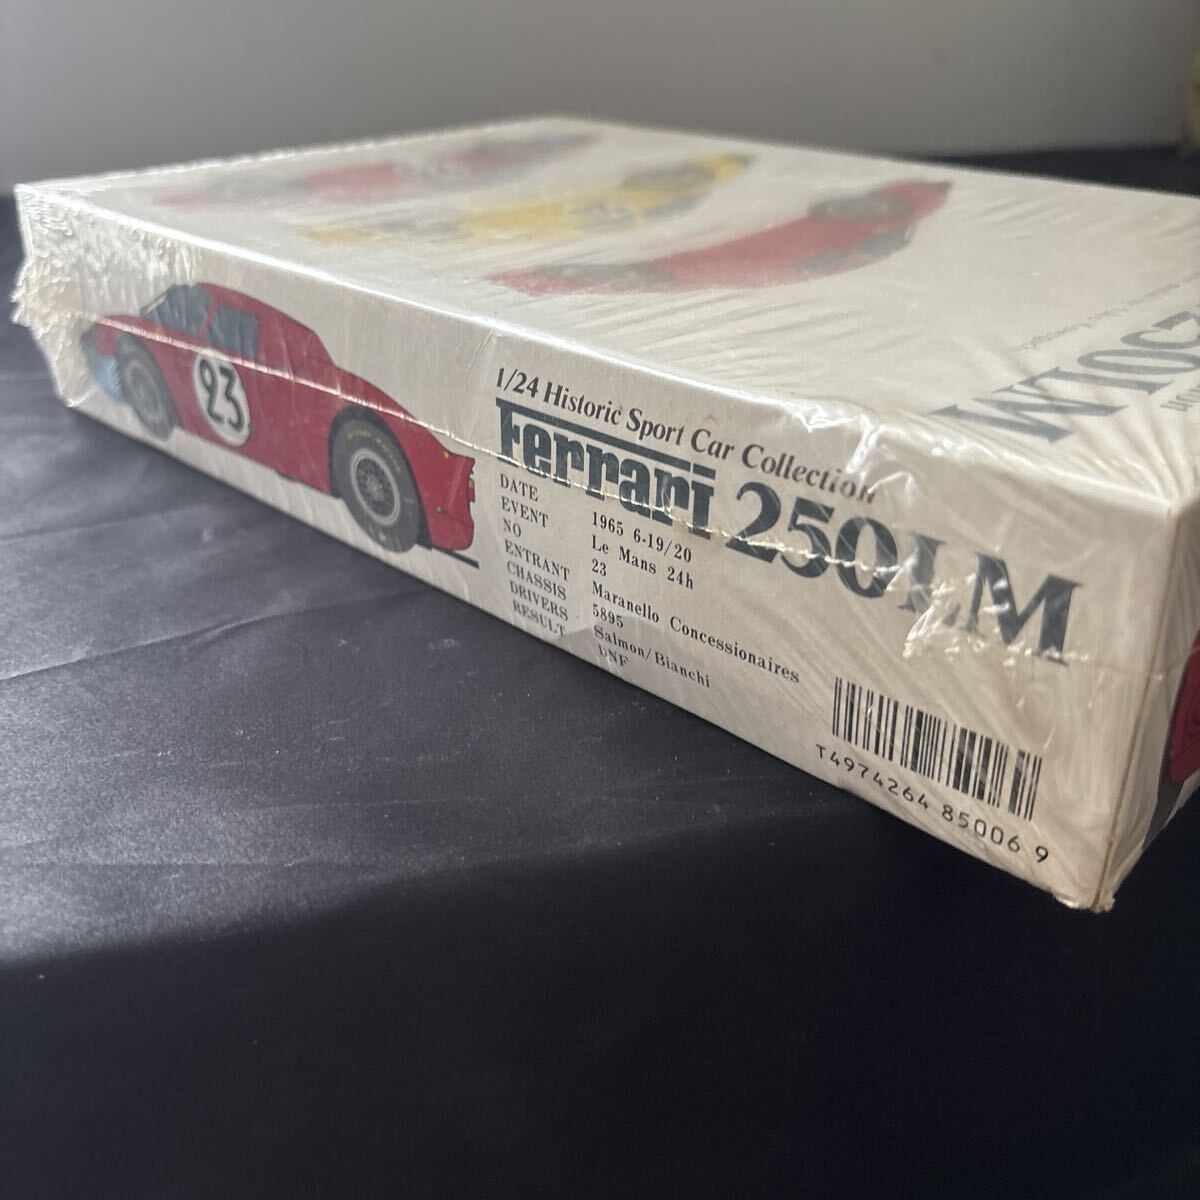 1/24 Historic Sport Car Collection
Ferrari 250LM
DATE 1965 6-19/20
EVENT Le Mans 24h
NO 23
ENTRANT Maranello Concessionaires
CHASSIS 5895
DRIVERS Salmon/Bianchi
RESULT DNF
23
T4974264 85006 9
250LM